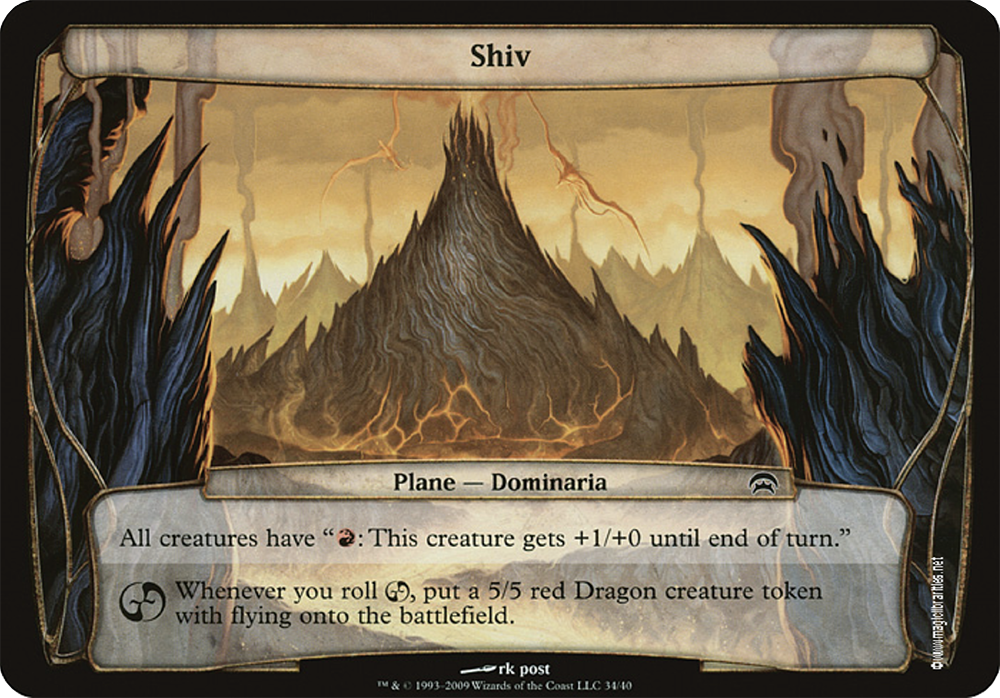 Shiv
Plane — Dominaria
All creatures have “: This creature gets +1/+0 until end of turn.”
Whenever you roll , put a 5/5 red Dragon creature token
with flying onto the battlefield.
rk post
™ & © 1993–2009 Wizards of the Coast LLC 34/40
© www.magiclibrarities.net